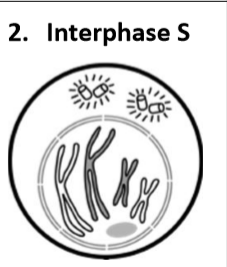 2. Interphase S